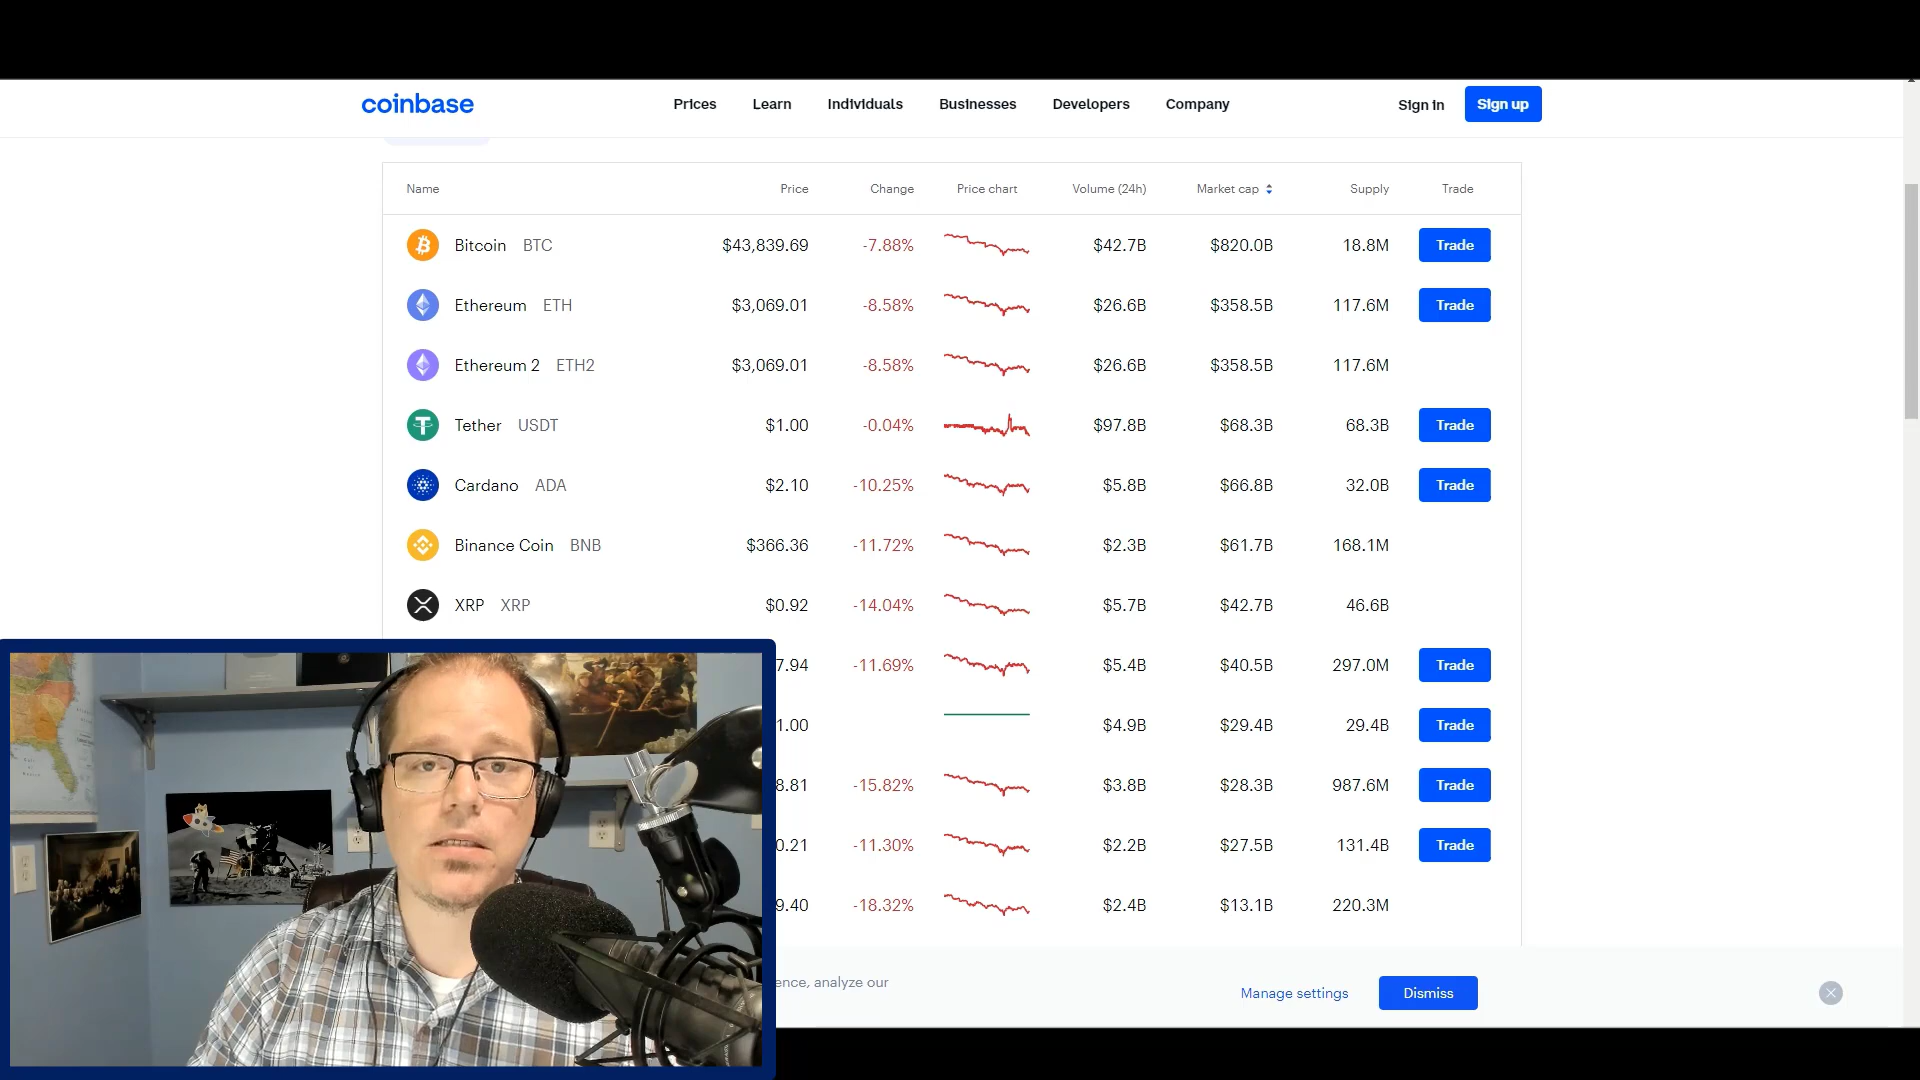 coinbase Prices Learn Individuals Businesses Developers Company Sign in Sign up
Name Price Change Price chart Volume (24h) Market cap Supply Trade
Bitcoin BTC $43,839.69 -7.88% $42.7B $820.0B 18.8M Trade
Ethereum ETH $3,069.01 -8.58% $26.6B $358.5B 117.6M Trade
Ethereum 2 ETH2 $3,069.01 -8.58% $26.6B $358.5B 117.6M
Tether USDT $1.00 -0.04% $97.8B $68.3B 68.3B Trade
Cardano ADA $2.10 -10.25% $5.8B $66.8B 32.0B Trade
Binance Coin BNB $366.36 -11.72% $2.3B $61.7B 168.1M
XRP XRP $0.92 -14.04% $5.7B $42.7B 46.6B
7.94 -11.69% $5.4B $40.5B 297.0M Trade
1.00 $4.9B $29.4B 29.4B Trade
8.81 -15.82% $3.8B $28.3B 987.6M Trade
0.21 -11.30% $2.2B $27.5B 131.4B Trade
9.40 -18.32% $2.4B $13.1B 220.3M
ence, analyze our
Manage settings Dismiss